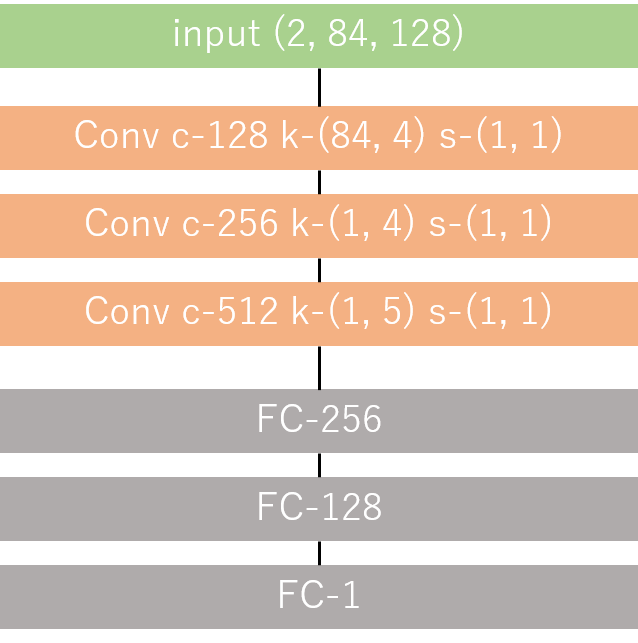 input (2, 84, 128)
Conv c-128 k-(84, 4) s-(1, 1)
Conv c-256 k-(1, 4) s-(1, 1)
Conv c-512 k-(1, 5) s-(1, 1)
FC-256
FC-128
FC-1